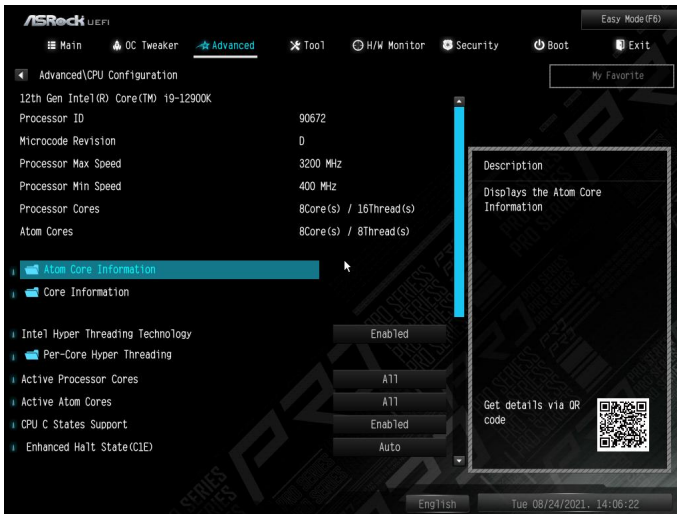 ASRock UEFI
Easy Mode(F6)
Main OC Tweaker Advanced Tool H/W Monitor Security Boot Exit
Advanced\CPU Configuration
My Favorite
12th Gen Intel(R) Core(TM) i9-12900K
Processor ID 90672
Microcode Revision D
Processor Max Speed 3200 MHz
Processor Min Speed 400 MHz
Processor Cores 8Core(s) / 16Thread(s)
Atom Cores 8Core(s) / 8Thread(s)
Atom Core Information
Core Information
Intel Hyper Threading Technology Enabled
Per-Core Hyper Threading
Active Processor Cores All
Active Atom Cores All
CPU C States Support Enabled
Enhanced Halt State(C1E) Auto
Description
Displays the Atom Core
Information
Get details via QR
code
English
Tue 08/24/2021. 14:06:22